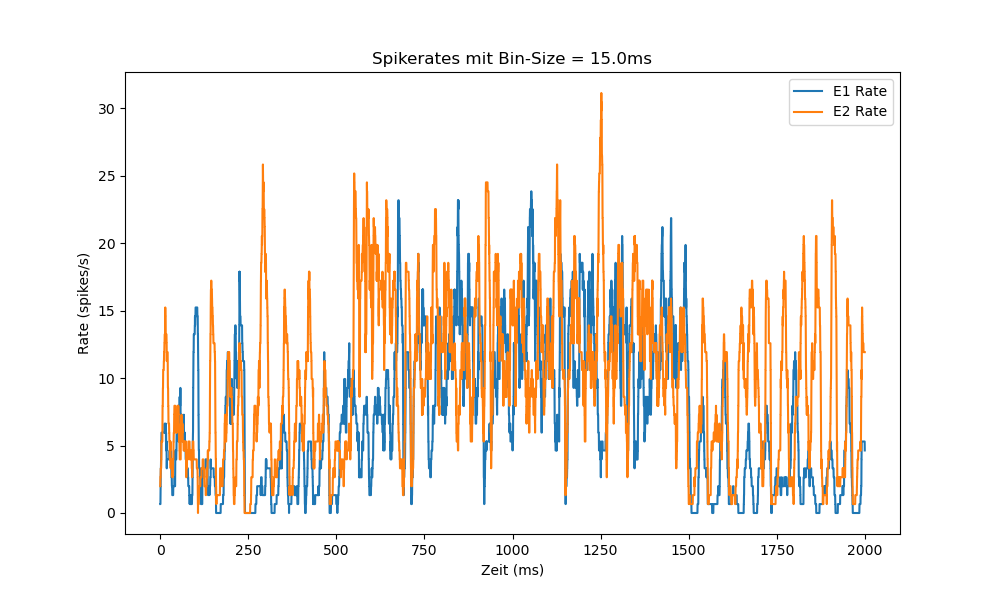 Spikerates mit Bin-Size = 15.0ms
E1 Rate
E2 Rate
30
25
20
15
10
5
0
Rate (spikes/s)
0 250 500 750 1000 1250 1500 1750 2000
Zeit (ms)